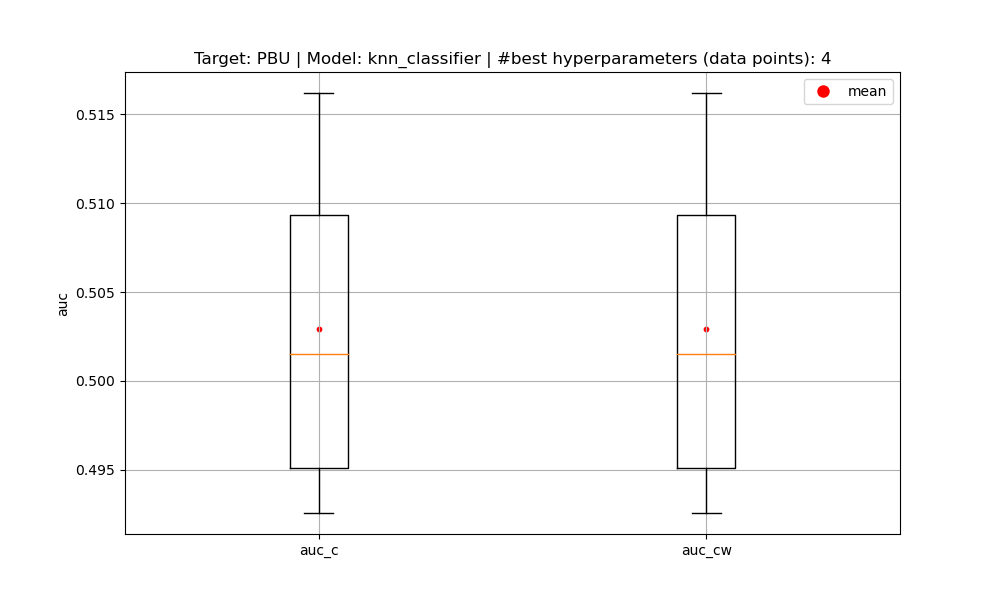 Target: PBU | Model: knn_classifier | #best hyperparameters (data points): 4
mean
0.515
0.510
0.505
0.500
0.495
auc
auc_c
auc_cw